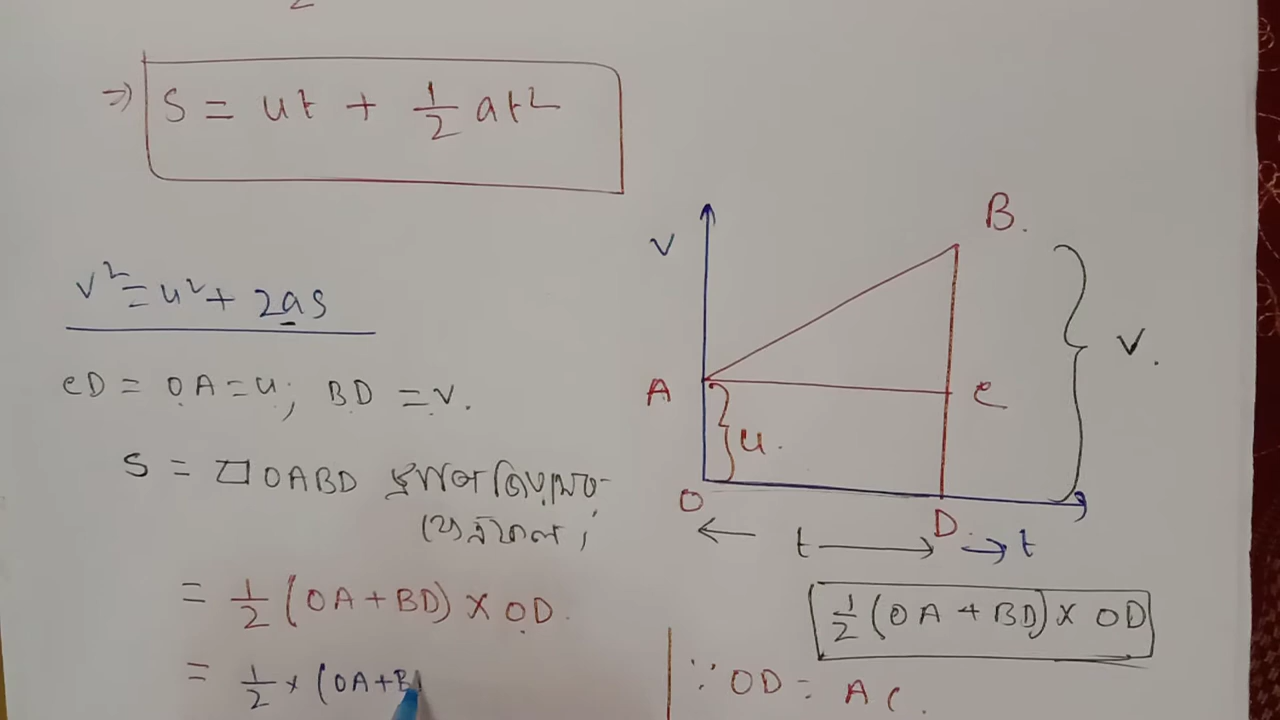 ⇒ S = ut + 1/2 at²
v² = u² + 2as
eD = OA = u; BD = v.
S = □ OABD
= 1/2 (OA + BD) × OD.
= 1/2 × (OA+B
V
B.
A
u.
e
V.
O
D
t
t
1/2 (OA + BD) × OD
∵ OD = AC.